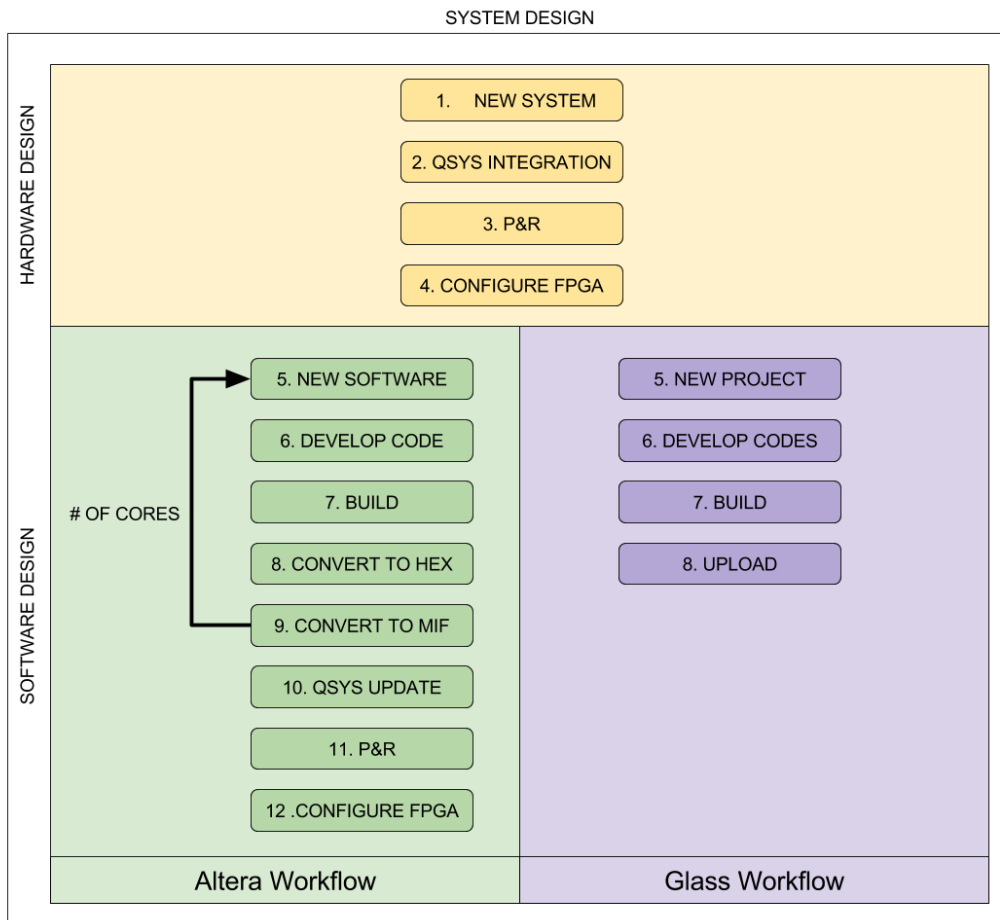 SYSTEM DESIGN
HARDWARE DESIGN
1. NEW SYSTEM
2. QSYS INTEGRATION
3. P&R
4. CONFIGURE FPGA
SOFTWARE DESIGN
# OF CORES
5. NEW SOFTWARE
6. DEVELOP CODE
7. BUILD
8. CONVERT TO HEX
9. CONVERT TO MIF
10. QSYS UPDATE
11. P&R
12 .CONFIGURE FPGA
Altera Workflow
5. NEW PROJECT
6. DEVELOP CODES
7. BUILD
8. UPLOAD
Glass Workflow